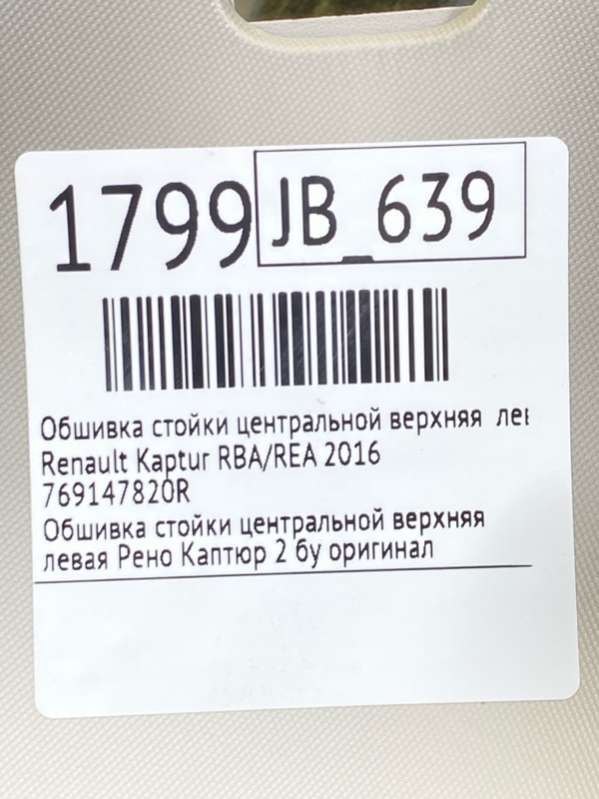 1799 JB_639
Обшивка стойки центральной верхняя лев
Renault Kaptur RBA/REA 2016
769147820R
Обшивка стойки центральной верхняя
левая Рено Каптюр 2 бу оригинал